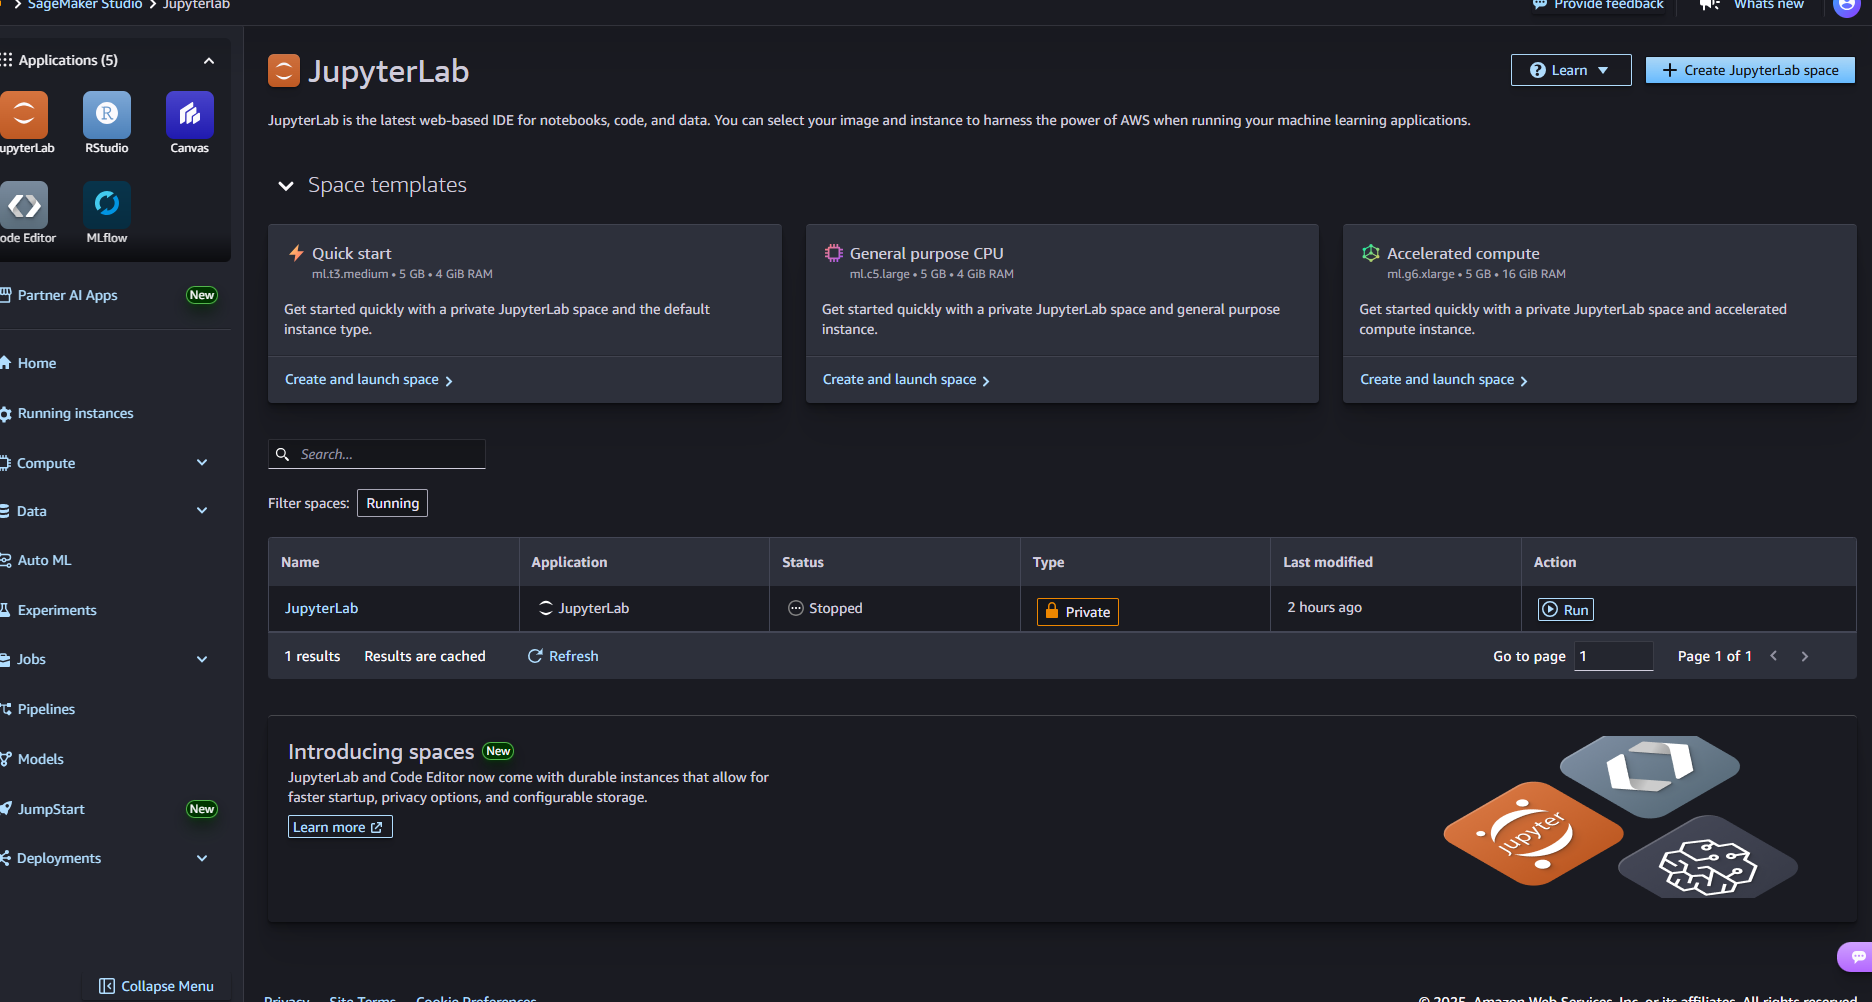 SageMaker Studio > Jupyterlab
Provide feedback
Whats new
Applications (5)
JupyterLab
RStudio
Canvas
Code Editor
MLflow
Partner AI Apps
New
Home
Running instances
Compute
Data
Auto ML
Experiments
Jobs
Pipelines
Models
JumpStart
New
Deployments
Collapse Menu
JupyterLab
Learn
+ Create JupyterLab space
JupyterLab is the latest web-based IDE for notebooks, code, and data. You can select your image and instance to harness the power of AWS when running your machine learning applications.
Space templates
Quick start
ml.t3.medium • 5 GB • 4 GiB RAM
Get started quickly with a private JupyterLab space and the default
instance type.
Create and launch space
General purpose CPU
ml.c5.large • 5 GB • 4 GiB RAM
Get started quickly with a private JupyterLab space and general purpose
instance.
Create and launch space
Accelerated compute
ml.g6.xlarge • 5 GB • 16 GiB RAM
Get started quickly with a private JupyterLab space and accelerated
compute instance.
Create and launch space
Search...
Filter spaces: Running
Name Application Status Type Last modified Action
JupyterLab JupyterLab Stopped Private 2 hours ago Run
1 results Results are cached Refresh Go to page 1 Page 1 of 1
Introducing spaces New
JupyterLab and Code Editor now come with durable instances that allow for
faster startup, privacy options, and configurable storage.
Learn more
jupyter
Privacy Site Terms Cookie Preferences © 2025, Amazon Web Services, Inc. or its affiliates. All rights reserved